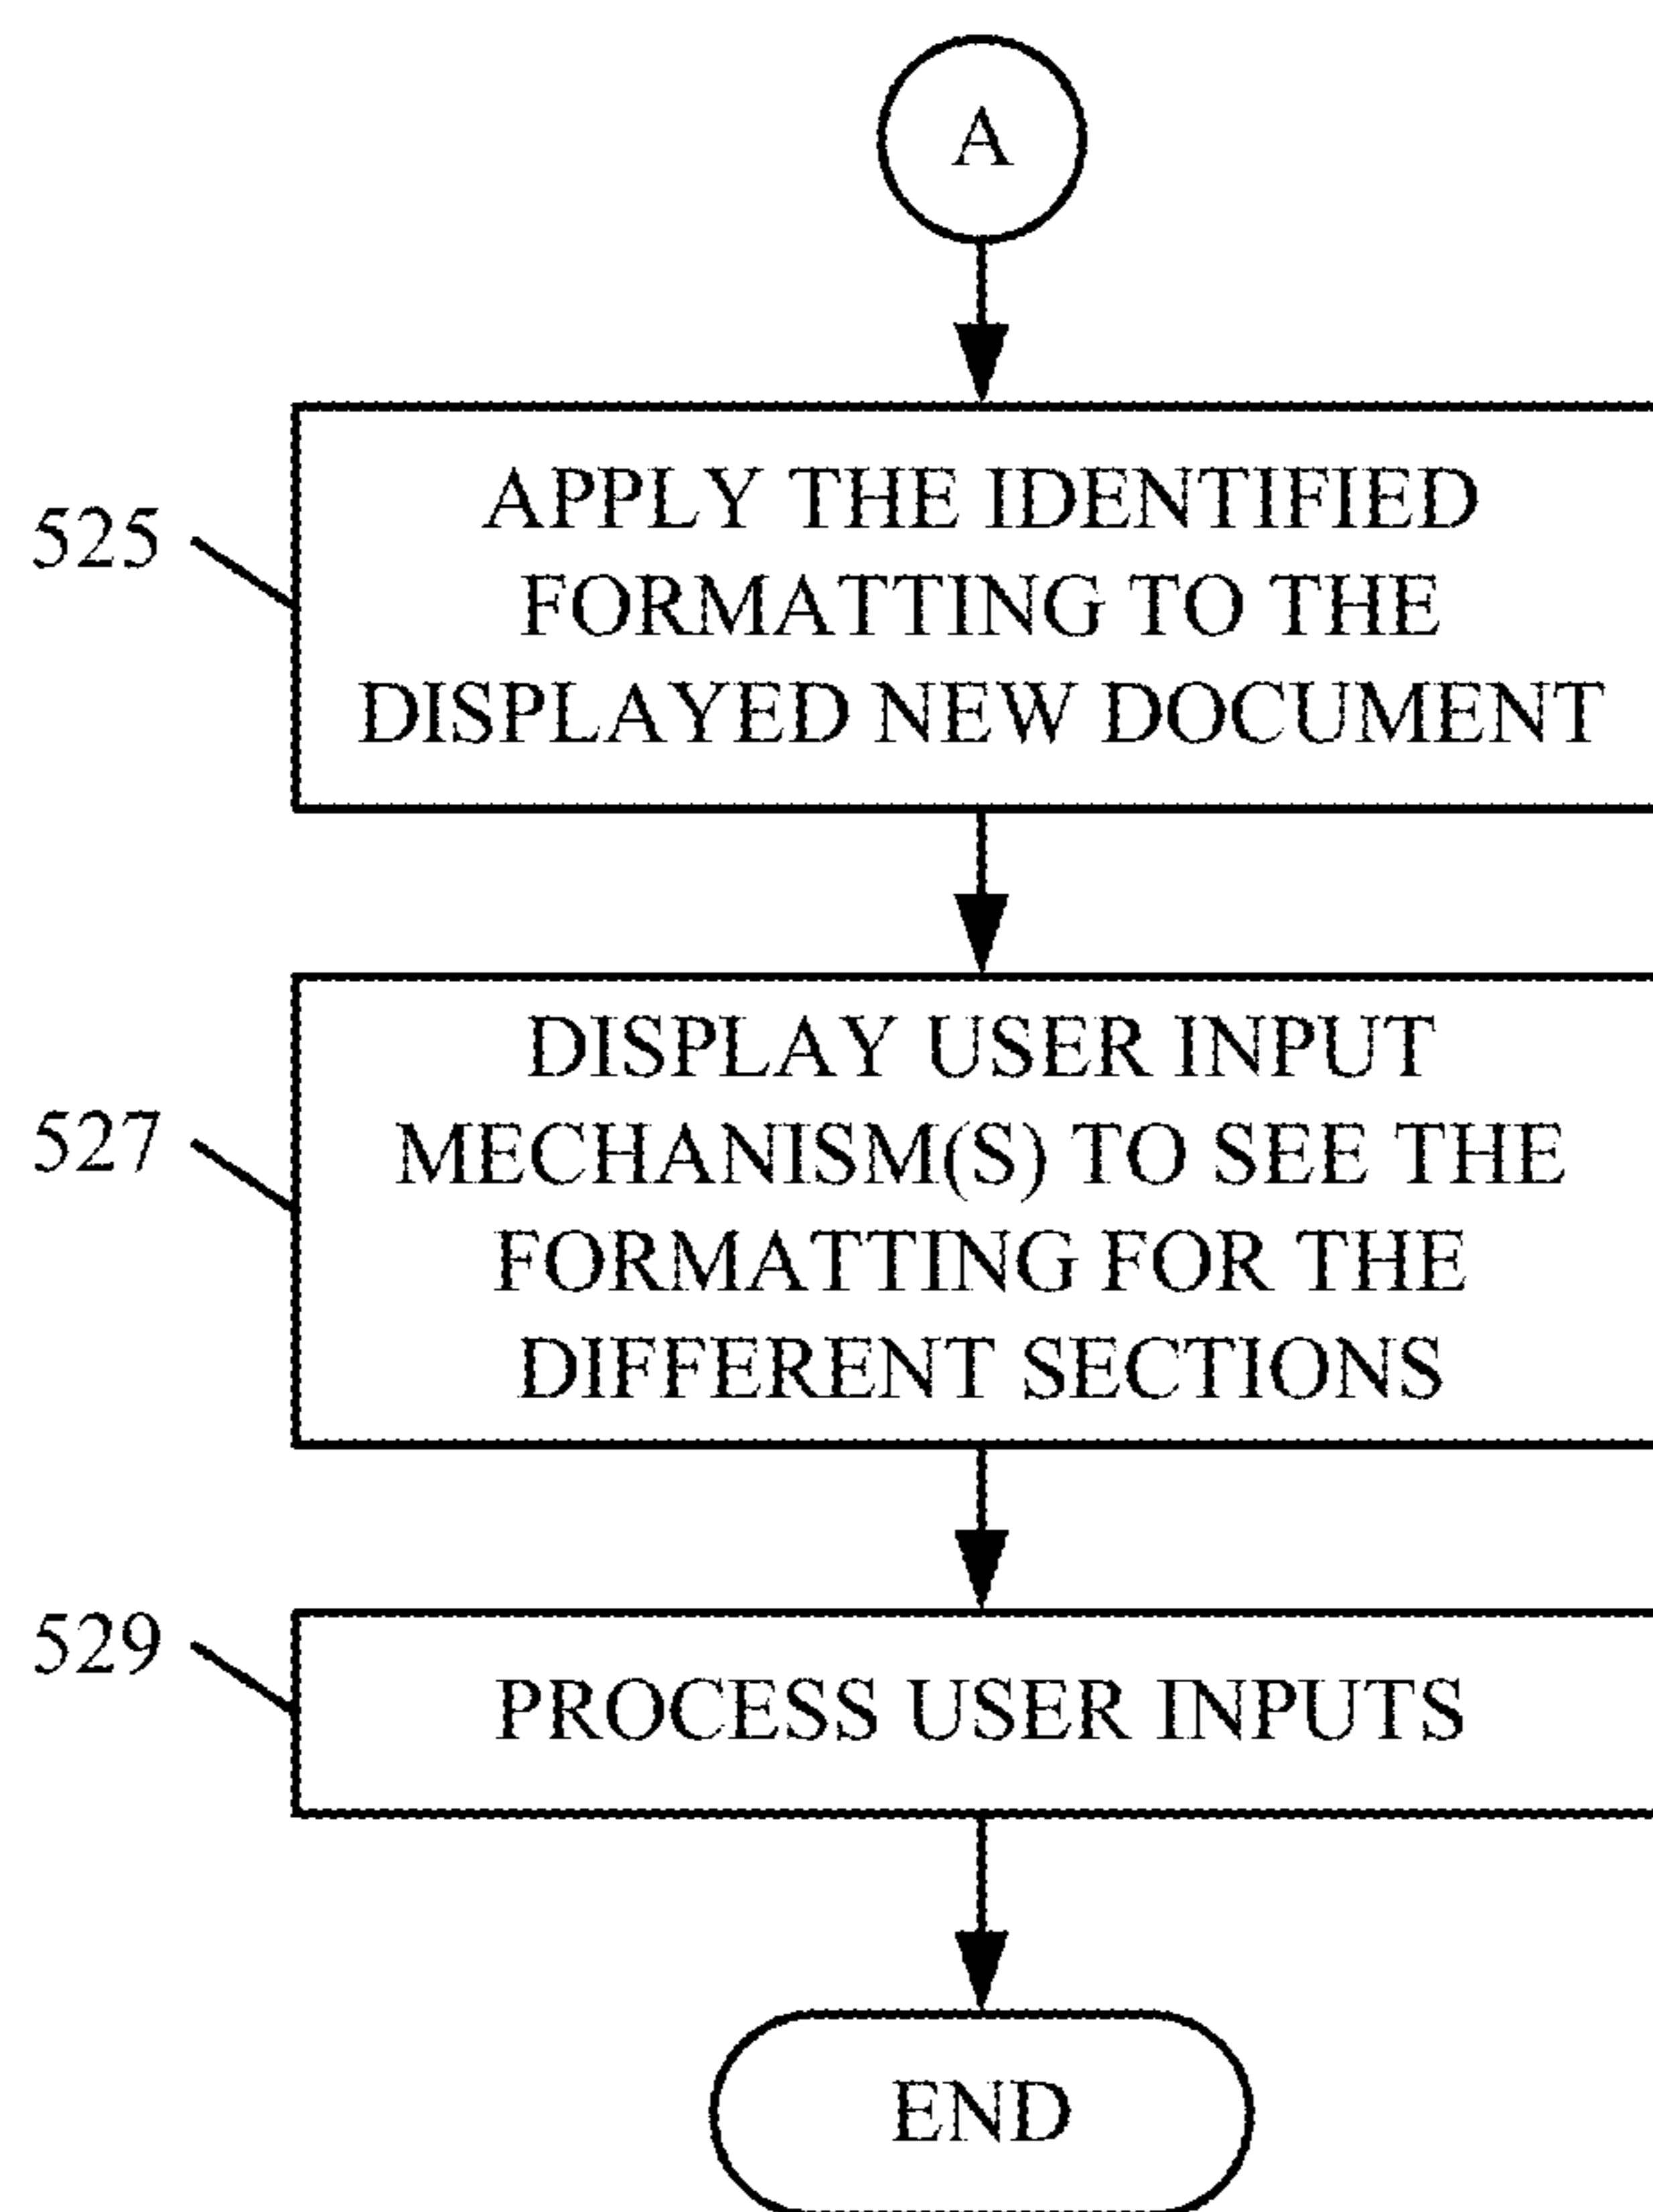 A
525
APPLY THE IDENTIFIED
FORMATTING TO THE
DISPLAYED NEW DOCUMENT
527
DISPLAY USER INPUT
MECHANISM(S) TO SEE THE
FORMATTING FOR THE
DIFFERENT SECTIONS
529
PROCESS USER INPUTS
END